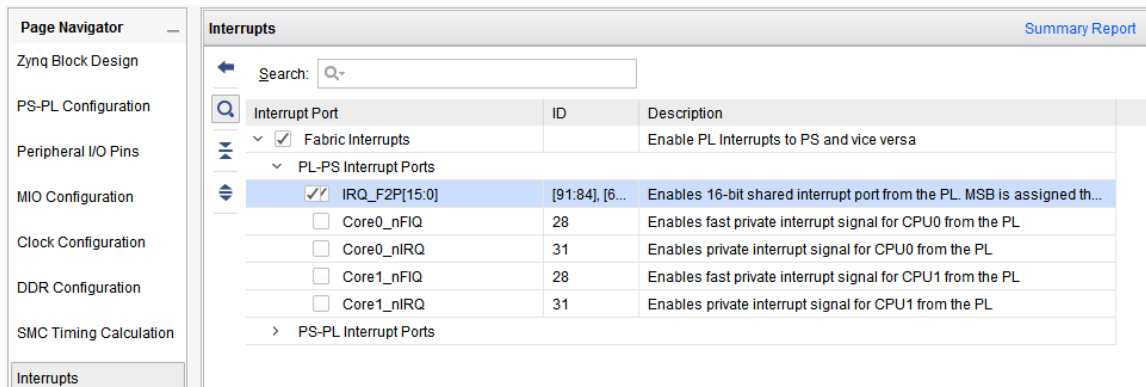 Page Navigator
Zynq Block Design
PS-PL Configuration
Peripheral I/O Pins
MIO Configuration
Clock Configuration
DDR Configuration
SMC Timing Calculation
Interrupts
Interrupts Summary Report
Search:
Interrupt Port ID Description
Fabric Interrupts Enable PL Interrupts to PS and vice versa
PL-PS Interrupt Ports
IRQ_F2P[15:0] [91:84], [6... Enables 16-bit shared interrupt port from the PL. MSB is assigned th...
Core0_nFIQ 28 Enables fast private interrupt signal for CPU0 from the PL
Core0_nIRQ 31 Enables private interrupt signal for CPU0 from the PL
Core1_nFIQ 28 Enables fast private interrupt signal for CPU1 from the PL
Core1_nIRQ 31 Enables private interrupt signal for CPU1 from the PL
PS-PL Interrupt Ports